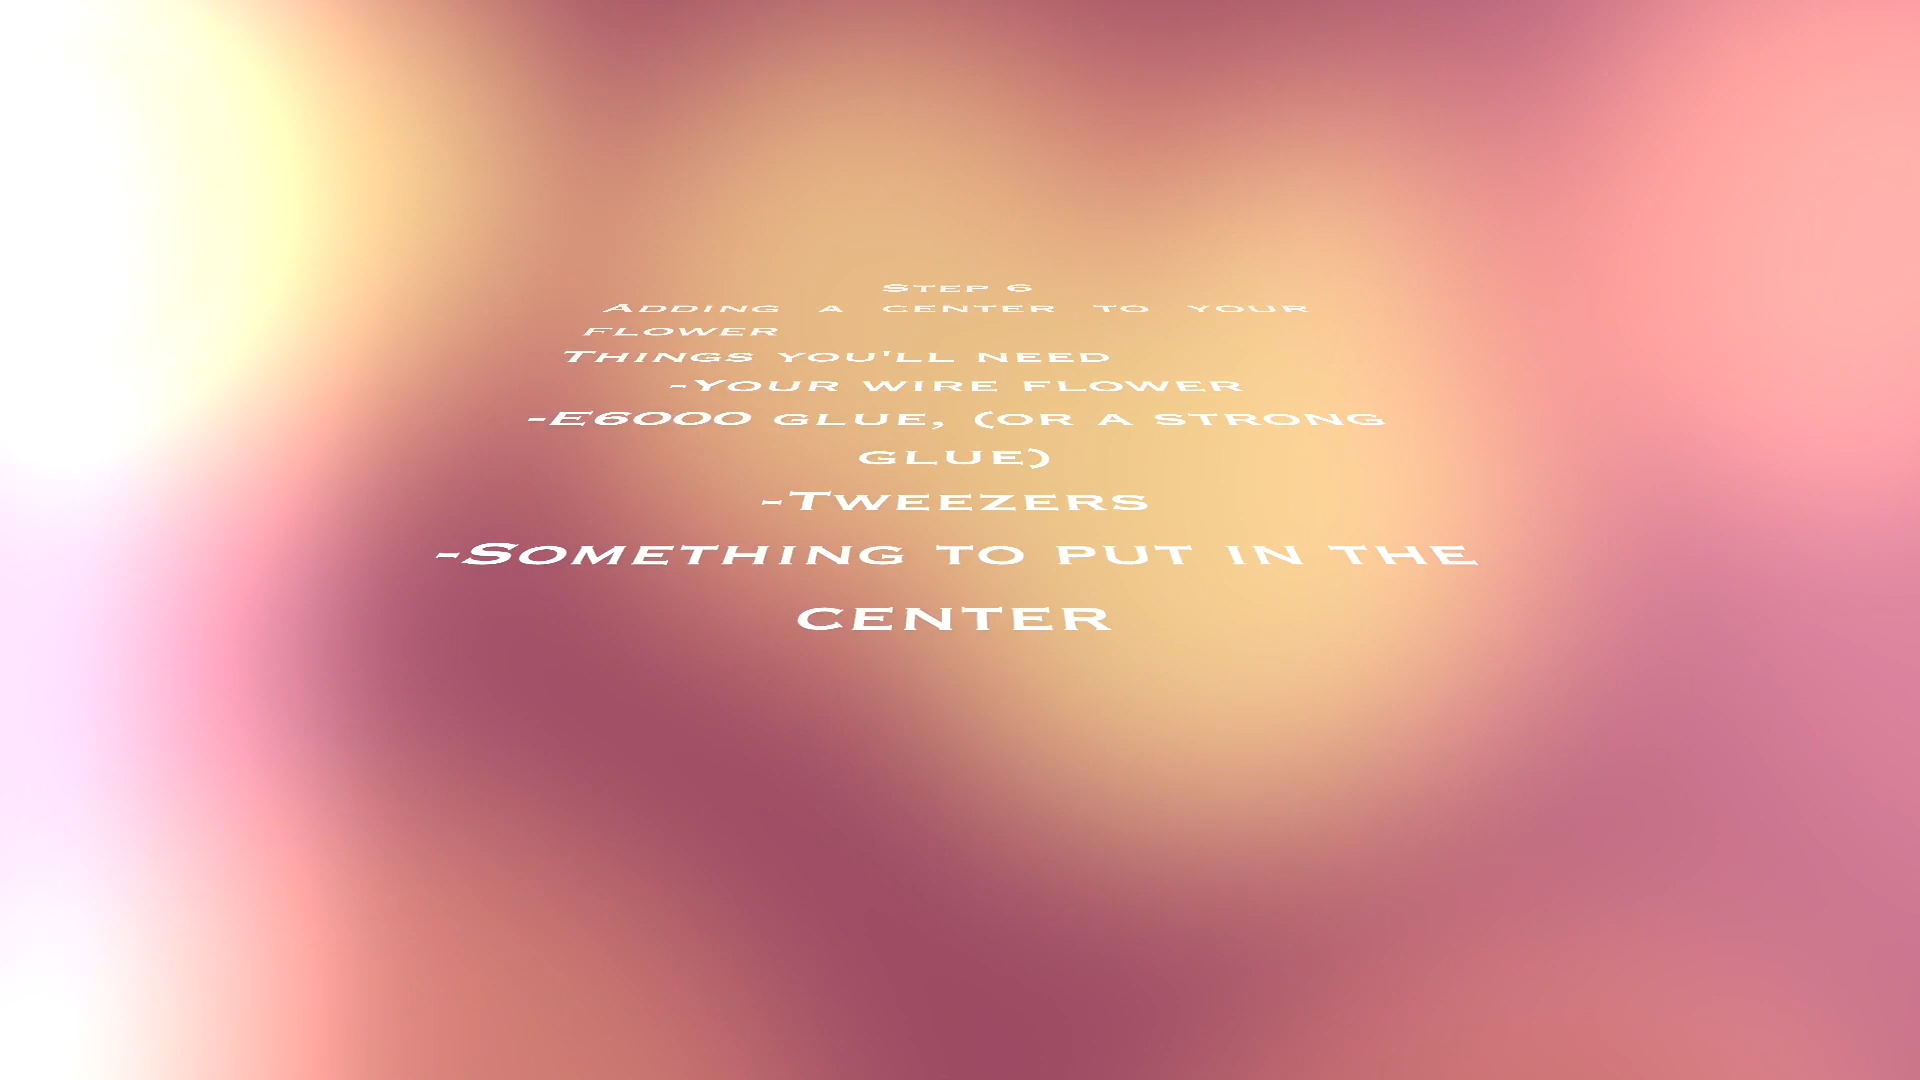 Step 6
Adding a center to your
flower
Things you'll need
-Your wire flower
-E6000 glue, (or a strong
glue)
-Tweezers
-Something to put in the
center